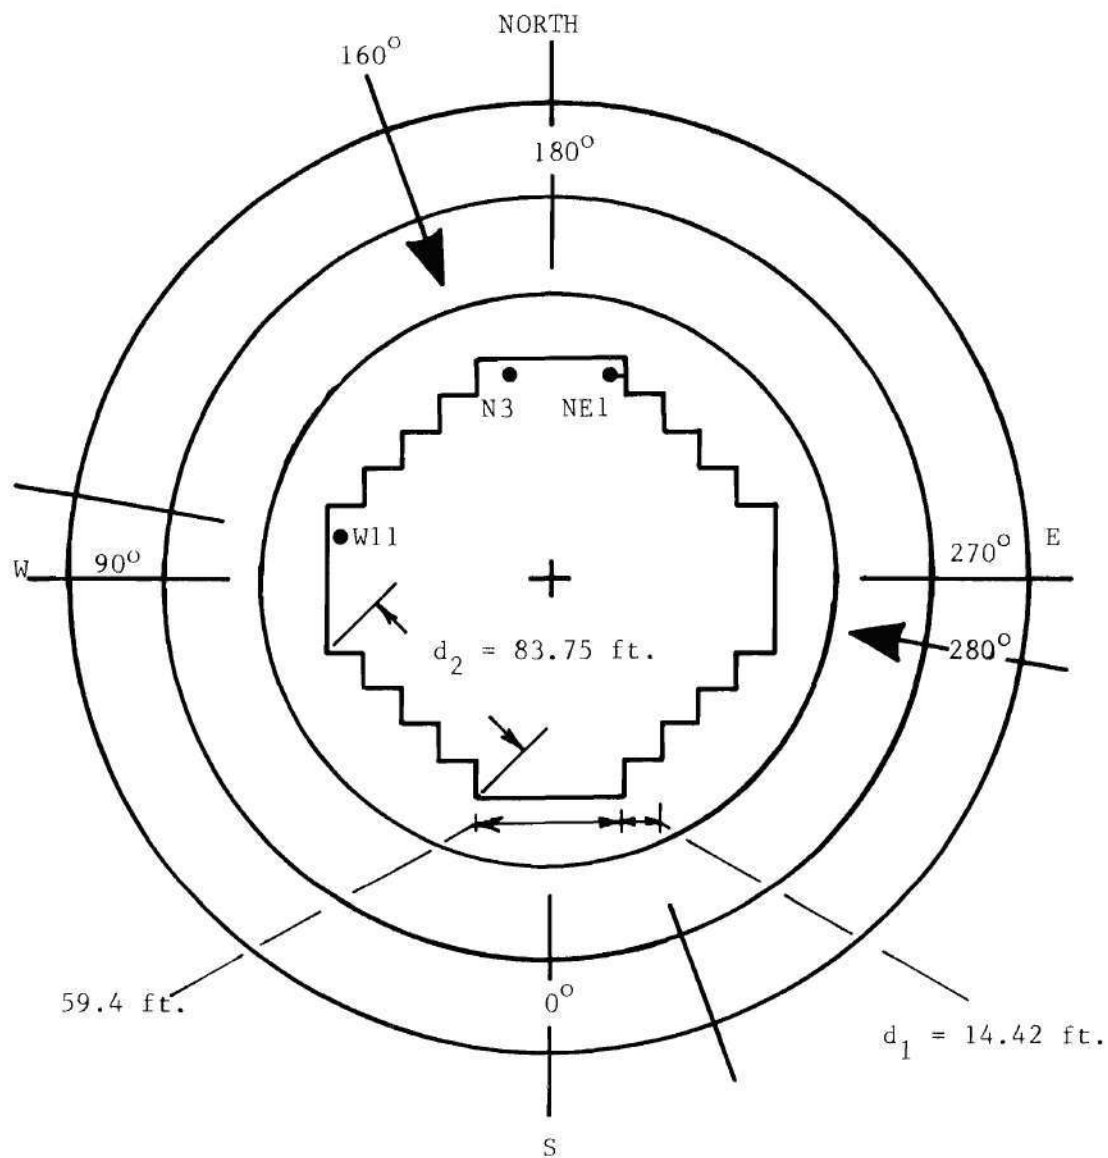 NORTH
160°
180°
N3 NE1
W11
W 90° 270° E
d₂ = 83.75 ft.
280°
59.4 ft.
0°
d₁ = 14.42 ft.
S